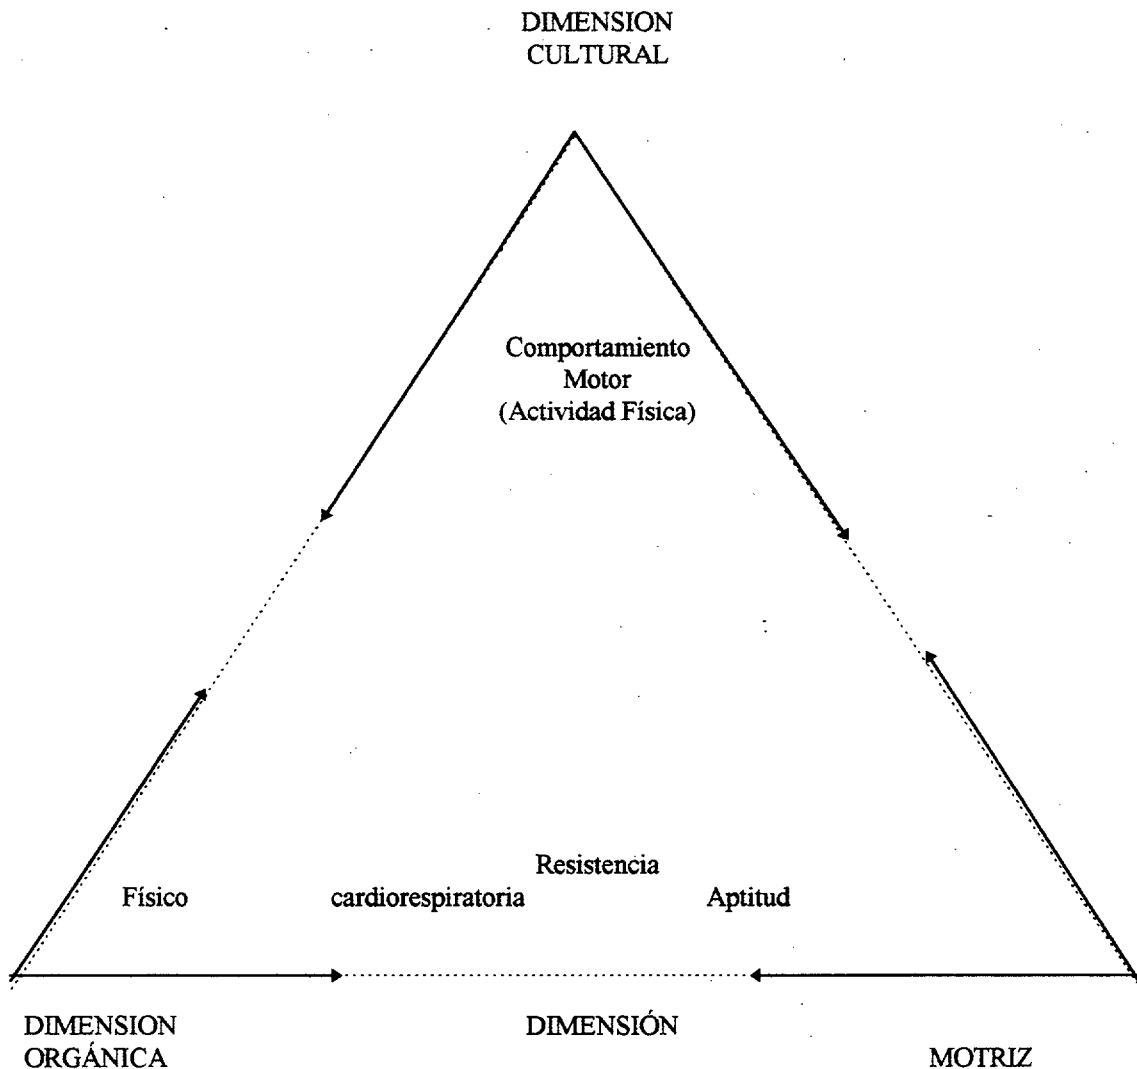 DIMENSION
CULTURAL
Comportamiento
Motor
(Actividad Física)
Resistencia
Físico cardiorespiratoria Aptitud
DIMENSION DIMENSIÓN
ORGÁNICA MOTRIZ